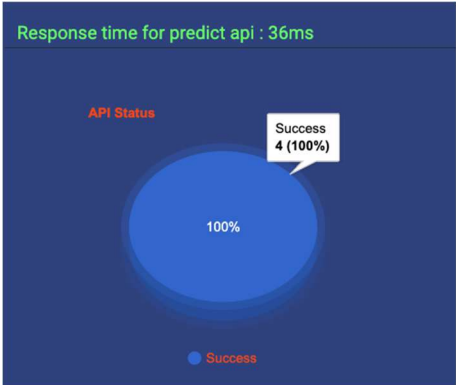 Response time for predict api : 36ms
API Status
Success
4 (100%)
100%
Success